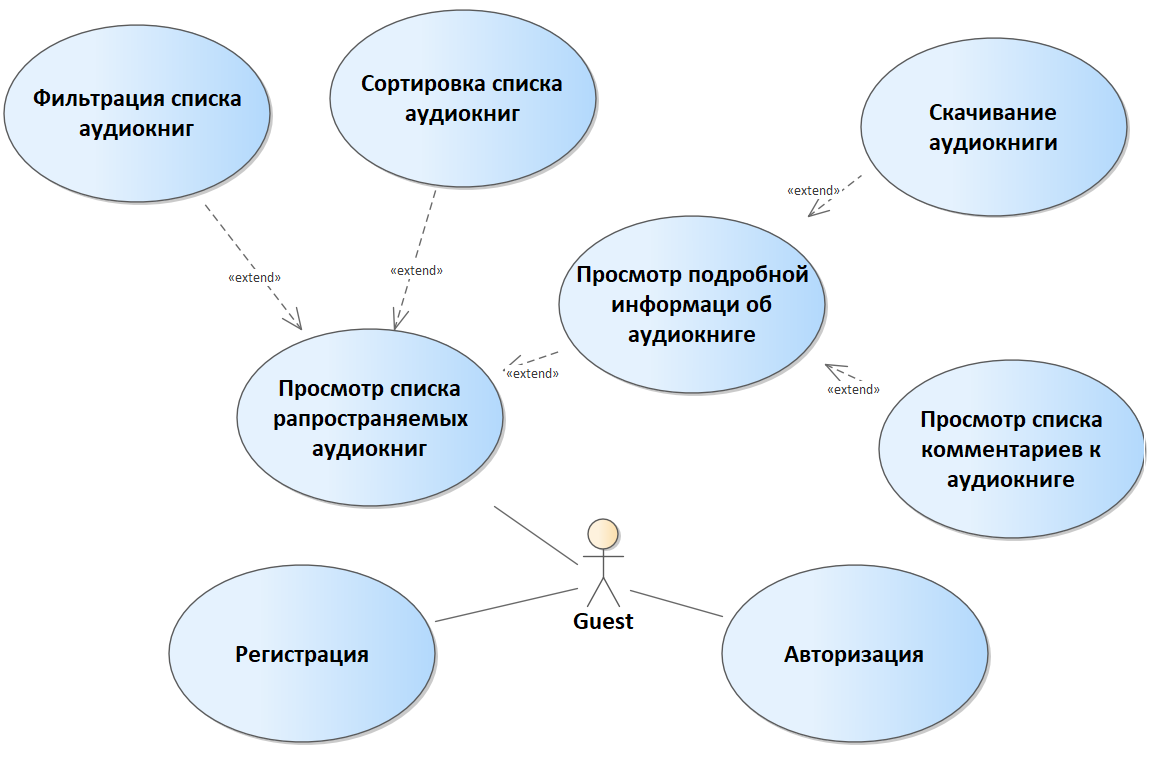 Фильтрация списка
аудиокниг
Сортировка списка
аудиокниг
Скачивание
аудиокниги
«extend»
«extend»
«extend»
Просмотр подробной
информаци об
аудиокниге
«extend»
«extend»
Просмотр списка
рапространяемых
аудиокниг
Просмотр списка
комментариев к
аудиокниге
Guest
Регистрация
Авторизация